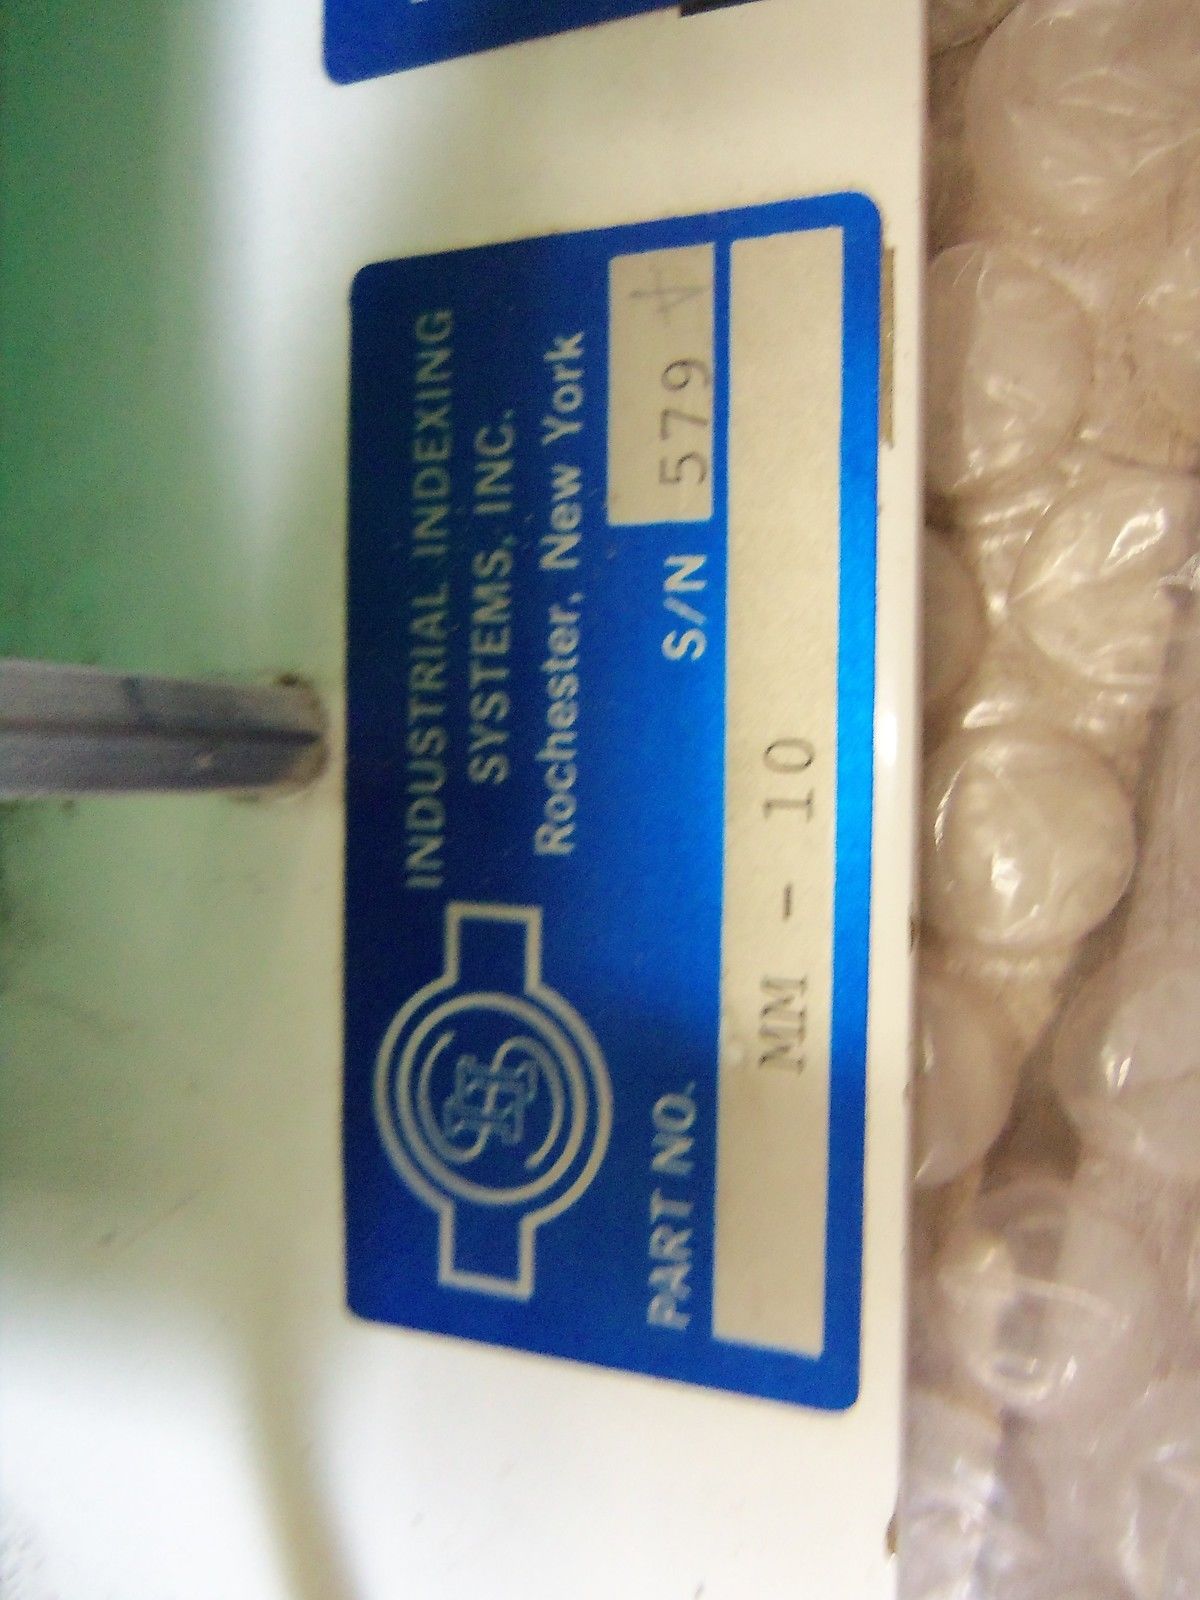 INDUSTRIAL INDEXING
SYSTEMS, INC.
Rochester, New York
S/N 579
PART NO.
MM - 10